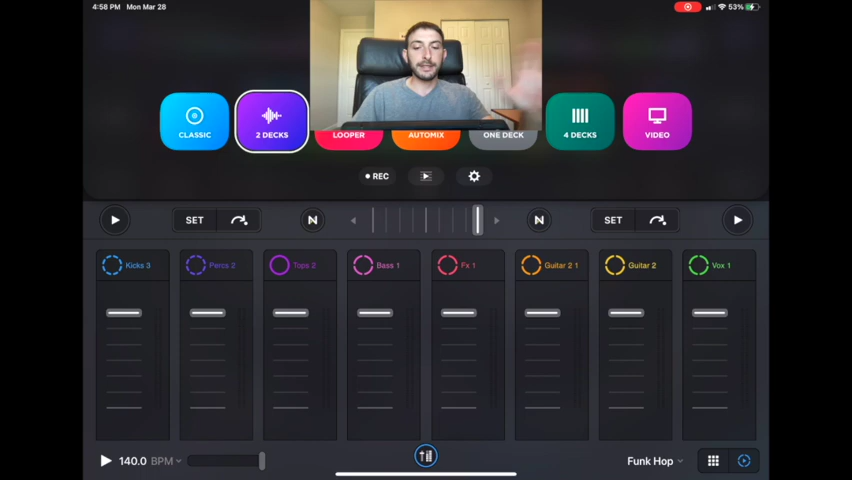 4:58 PM Mon Mar 28
53%
CLASSIC
2 DECKS
LOOPER
AUTOMIX
ONE DECK
4 DECKS
VIDEO
REC
SET
N
N
SET
Kicks 3
Percs 2
Tops 2
Bass 1
Fx 1
Guitar 2 1
Guitar 2
Vox 1
140.0 BPM
Funk Hop